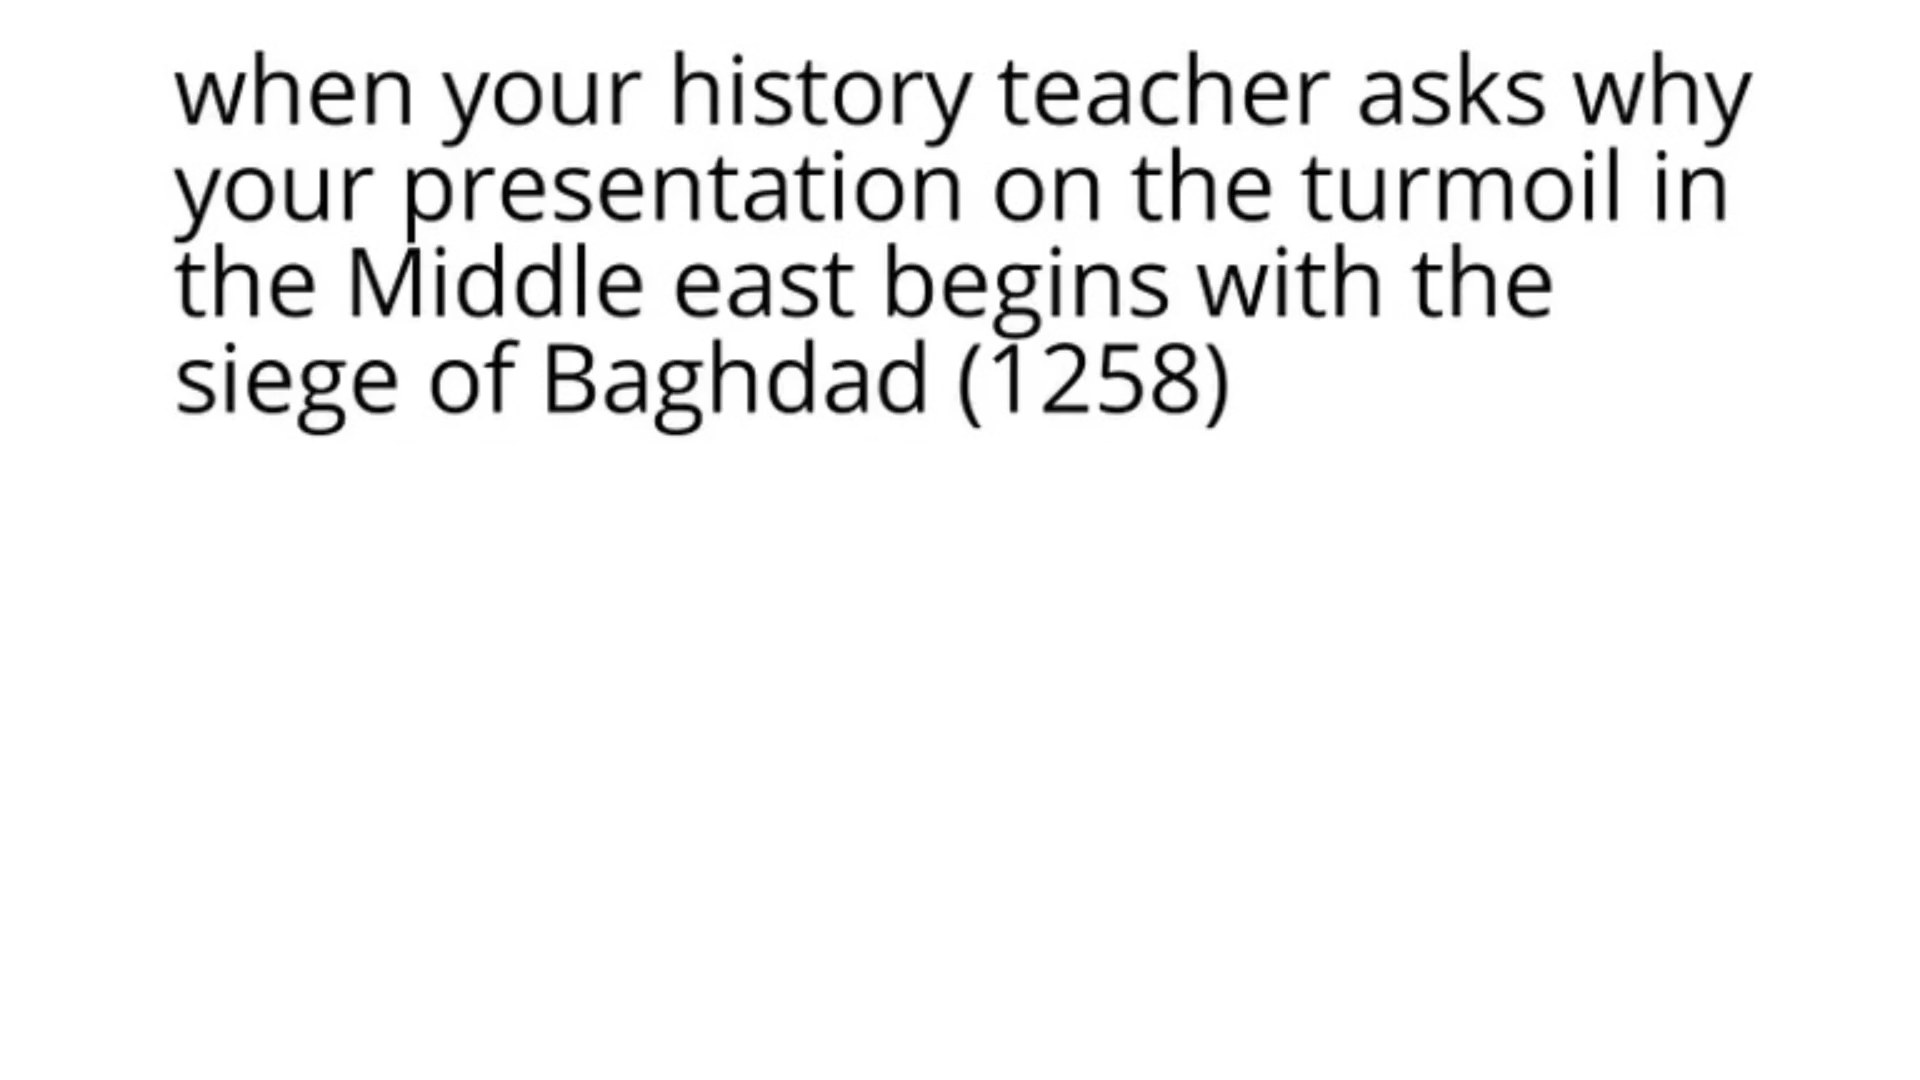 when your history teacher asks why
your presentation on the turmoil in
the Middle east begins with the
siege of Baghdad (1258)